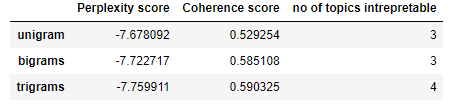 Perplexity score Coherence score no of topics intrepretable
unigram -7.678092 0.529254 3
bigrams -7.722717 0.585108 3
trigrams -7.759911 0.590325 4